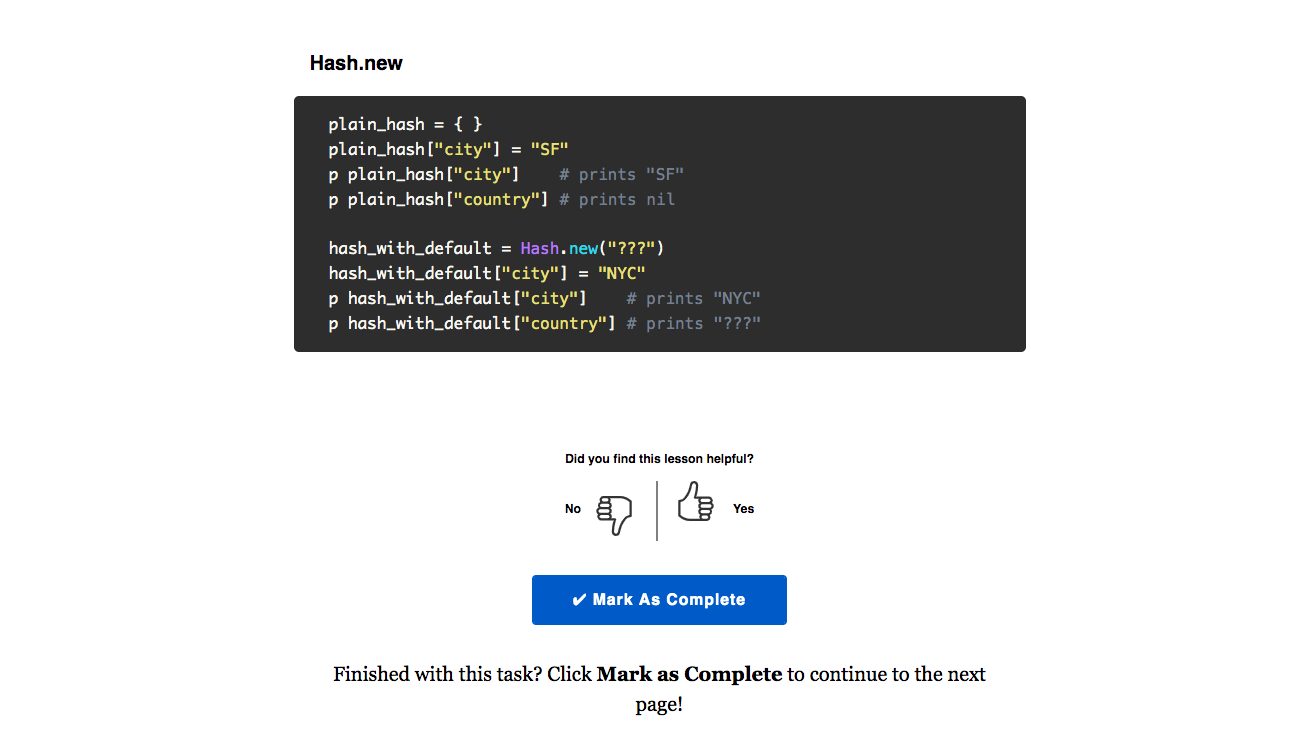 Hash.new
plain_hash = { }
plain_hash["city"] = "SF"
p plain_hash["city"]    # prints "SF"
p plain_hash["country"] # prints nil
hash_with_default = Hash.new("???")
hash_with_default["city"] = "NYC"
p hash_with_default["city"]    # prints "NYC"
p hash_with_default["country"] # prints "???"
Did you find this lesson helpful?
No Yes
✔ Mark As Complete
Finished with this task? Click Mark as Complete to continue to the next
page!